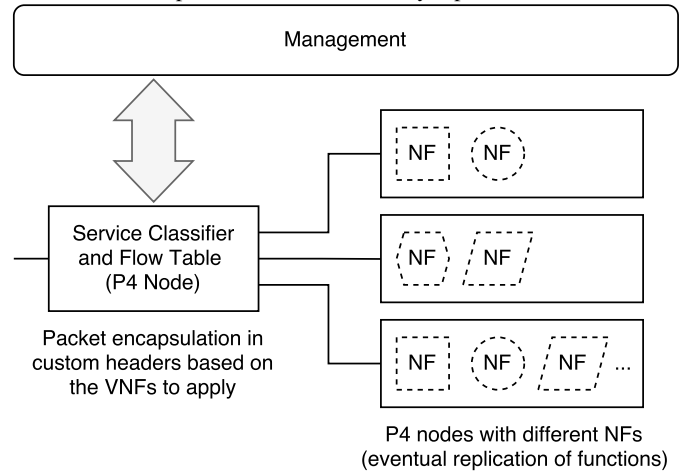 Management
NF NF
Service Classifier
and Flow Table
(P4 Node)
NF NF
Packet encapsulation in
custom headers based on
the VNFs to apply
NF NF NF ...
P4 nodes with different NFs
(eventual replication of functions)